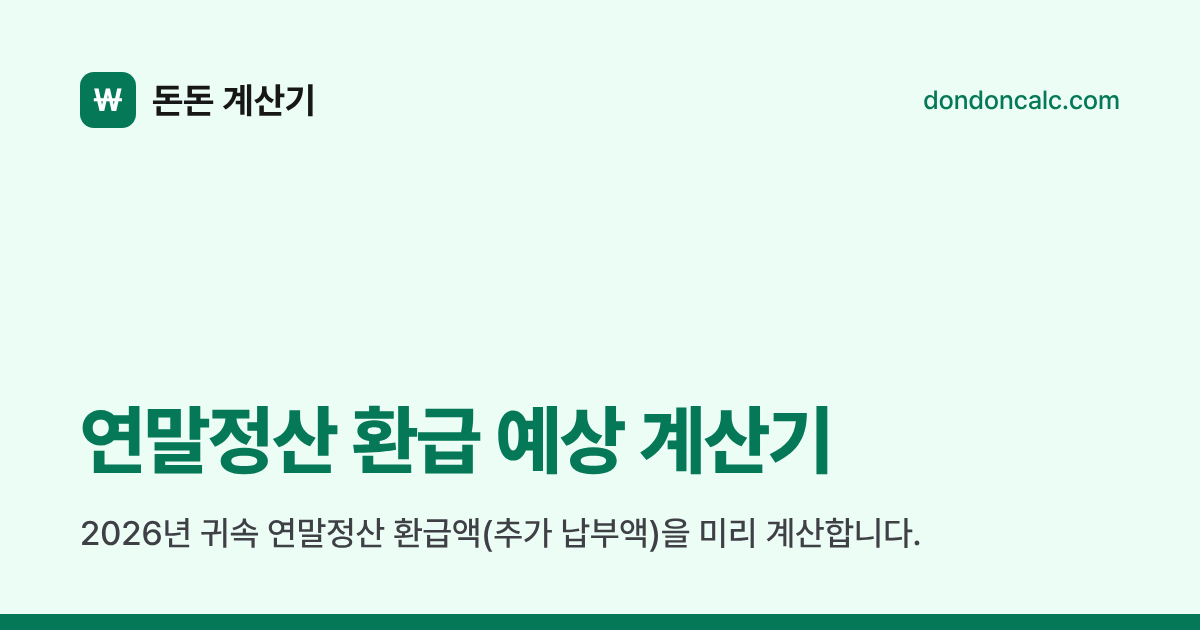 ₩ 돈돈 계산기
dondoncalc.com
연말정산 환급 예상 계산기
2026년 귀속 연말정산 환급액(추가 납부액)을 미리 계산합니다.